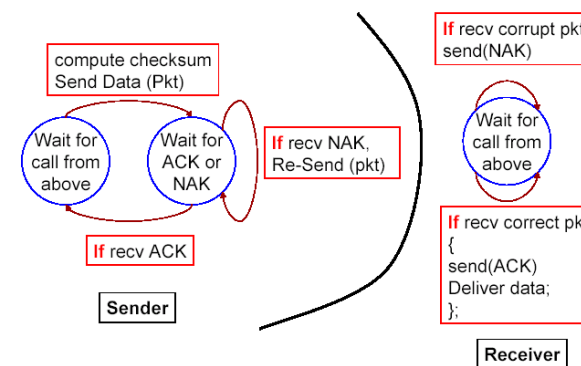 compute checksum
Send Data (Pkt)
Wait for
call from
above
Wait for
ACK or
NAK
If recv NAK,
Re-Send (pkt)
If recv ACK
Sender
If recv corrupt pkt
send(NAK)
Wait for
call from
above
If recv correct pk
{
send(ACK)
Deliver data;
};
Receiver